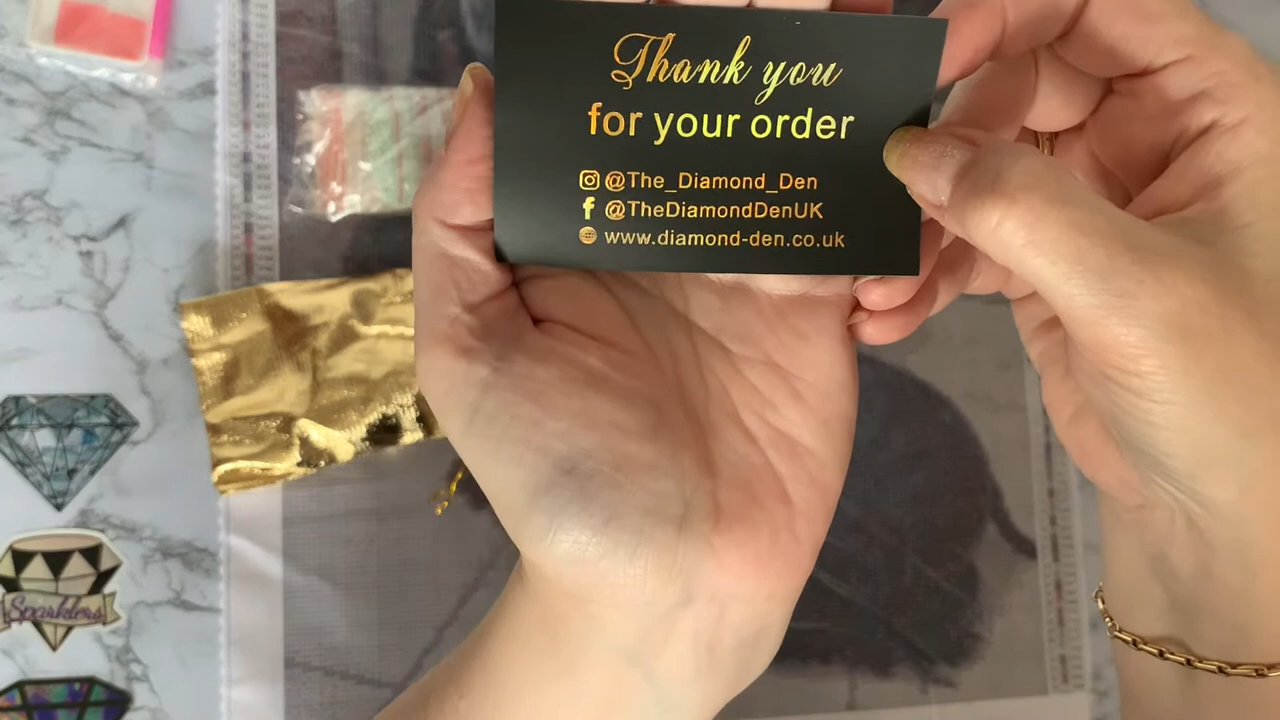 Thank you
for your order
@The_Diamond_Den
@TheDiamondDenUK
www.diamond-den.co.uk
Sparklers